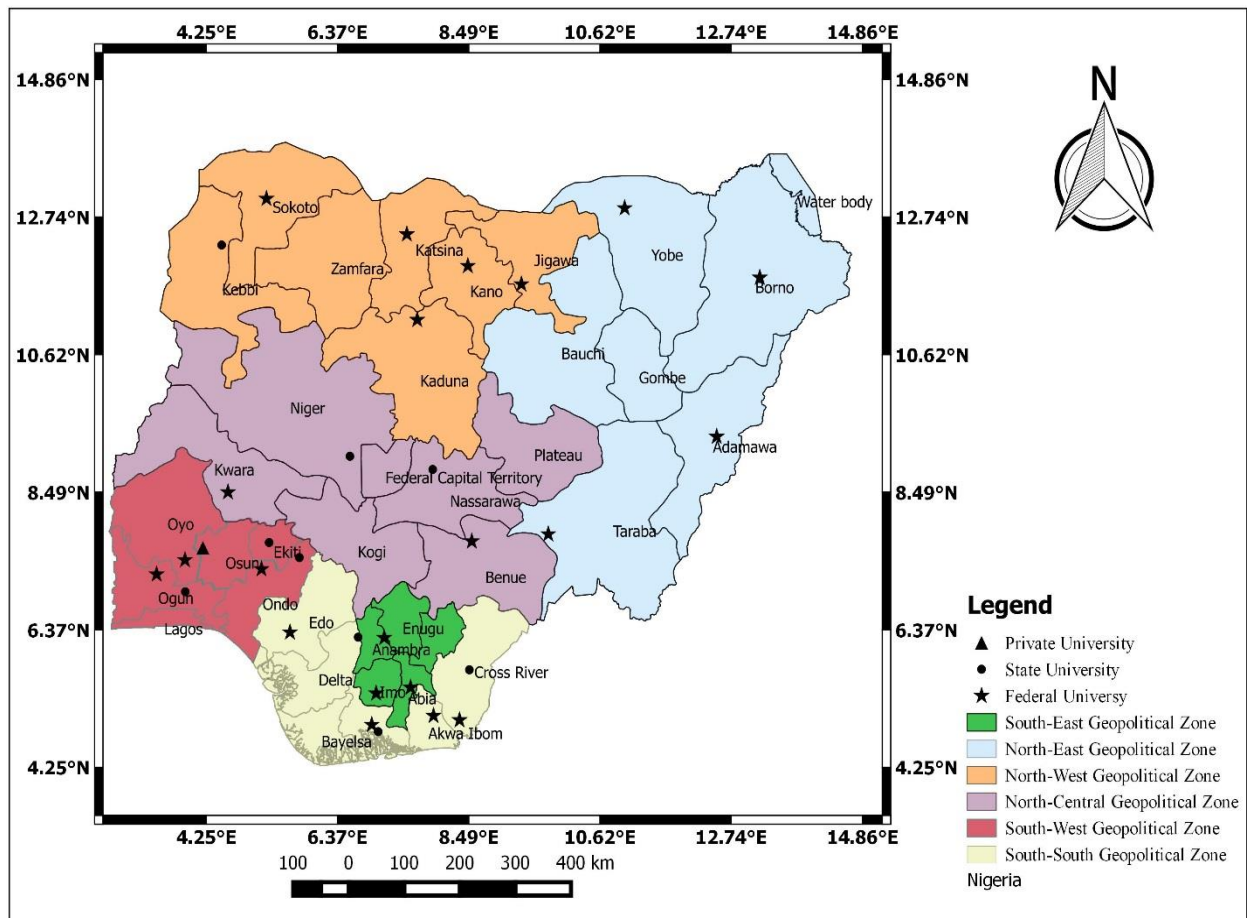 4.25°E 6.37°E 8.49°E 10.62°E 12.74°E 14.86°E
14.86°N 14.86°N
N
Sokoto
12.74°N 12.74°N
Water body
Katsina
Jigawa
Yobe
Zamfara
Kebbi
Kano
Borno
10.62°N 10.62°N
Bauchi
Gombe
Kaduna
Niger
Adamawa
Plateau
Kwara
Federal Capital Territory
8.49°N 8.49°N
Nassarawa
Oyo
Taraba
Kogi
Ekiti
Osun
Benue
Ogun
Ondo
Lagos
Edo
6.37°N 6.37°N
Enugu
Anambra
Cross River
Delta
Imo
Abia
Akwa Ibom
Bayelsa
4.25°N 4.25°N
4.25°E 6.37°E 8.49°E 10.62°E 12.74°E 14.86°E
100 0 100 200 300 400 km
Legend
Private University
State University
Federal Universy
South-East Geopolitical Zone
North-East Geopolitical Zone
North-West Geopolitical Zone
North-Central Geopolitical Zone
South-West Geopolitical Zone
South-South Geopolitical Zone
Nigeria